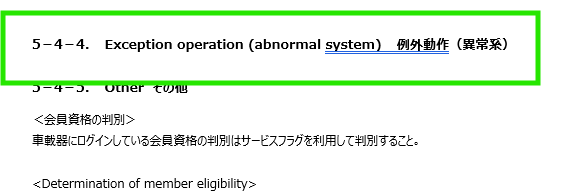 5－4－4. Exception operation (abnormal system) 例外動作（異常系）
5－4－5. Other その他
＜会員資格の判別＞
車載器にログインしている会員資格の判別はサービスフラグを利用して判別すること。
<Determination of member eligibility>